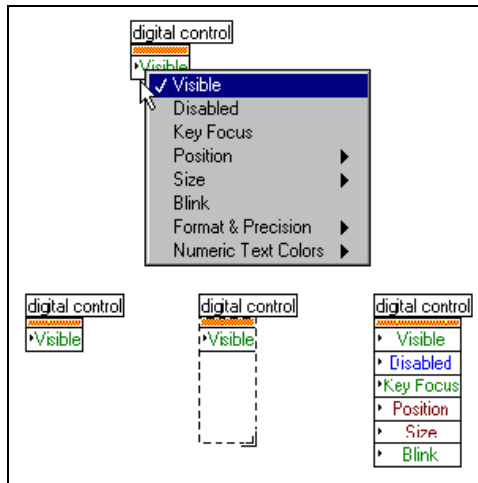 digital control
Visible
Visible
Disabled
Key Focus
Position
Size
Blink
Format & Precision
Numeric Text Colors
digital control
Visible
digital control
Visible
digital control
Visible
Disabled
Key Focus
Position
Size
Blink